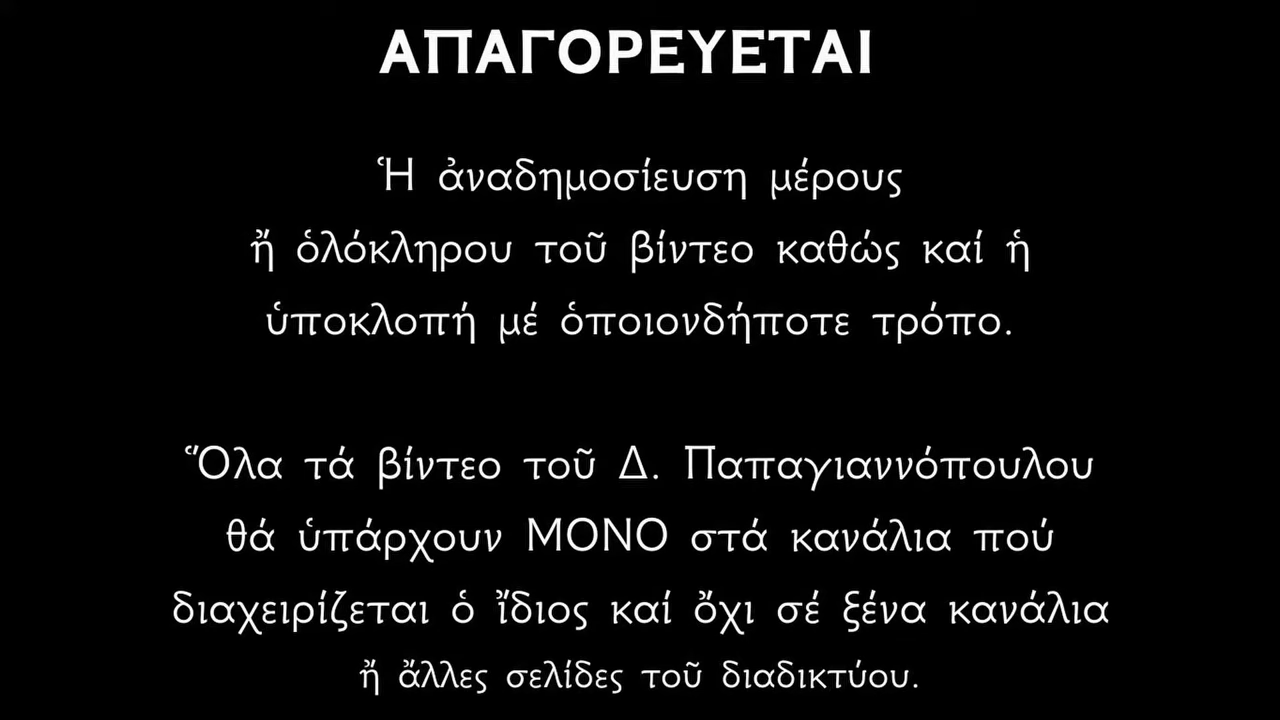 ΑΠΑΓΟΡΕΥΕΤΑΙ
Ἡ ἀναδημοσίευση μέρους
ἤ ὁλόκληρου τοῦ βίντεο καθώς καί ἡ
ὑποκλοπή μέ ὁποιονδήποτε τρόπο.
Ὅλα τά βίντεο τοῦ Δ. Παπαγιαννόπουλου
θά ὑπάρχουν ΜΟΝΟ στά κανάλια πού
διαχειρίζεται ὁ ἴδιος καί ὄχι σέ ξένα κανάλια
ἤ ἄλλες σελίδες τοῦ διαδικτύου.